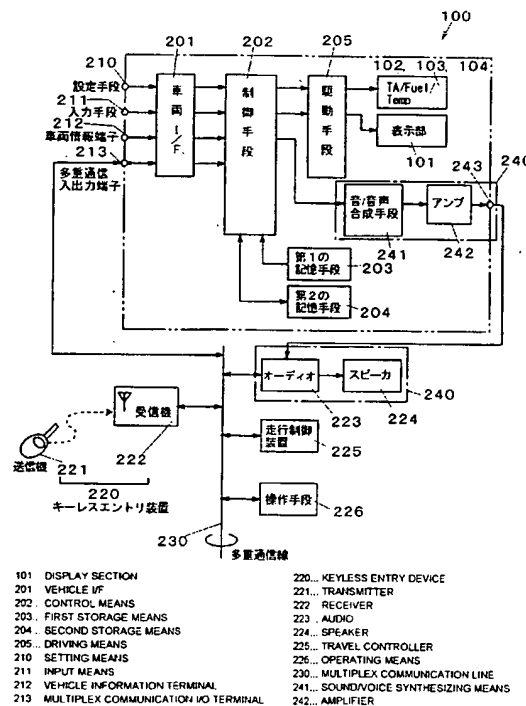 100
201
202
205
210
設定手段
211
入力手段
212
車両情報端子
213
多重通信
入出力端子
車両I/F
制御手段
駆動手段
102, 103, 104
TA/Fuel/
Temp
表示部
101
243
240
音/音声
合成手段
241
アンプ
242
第1の
記憶手段
203
第2の
記憶手段
204
オーディオ
223
スピーカ
224
240
受信機
222
送信機
221
220
キーレスエントリ装置
走行制御
装置
225
操作手段
226
230
多重通信線
101 DISPLAY SECTION
201 VEHICLE I/F
202. CONTROL MEANS
203.. FIRST STORAGE MEANS
204.. SECOND STORAGE MEANS
205... DRIVING MEANS
210 SETTING MEANS
211 INPUT MEANS
212 VEHICLE INFORMATION TERMINAL
213 MULTIPLEX COMMUNICATION I/O TERMINAL
220... KEYLESS ENTRY DEVICE
221... TRANSMITTER
222 RECEIVER
223.. AUDIO
224... SPEAKER
225... TRAVEL CONTROLLER
226... OPERATING MEANS
230... MULTIPLEX COMMUNICATION LINE
241... SOUND/VOICE SYNTHESIZING MEANS
242... AMPLIFIER